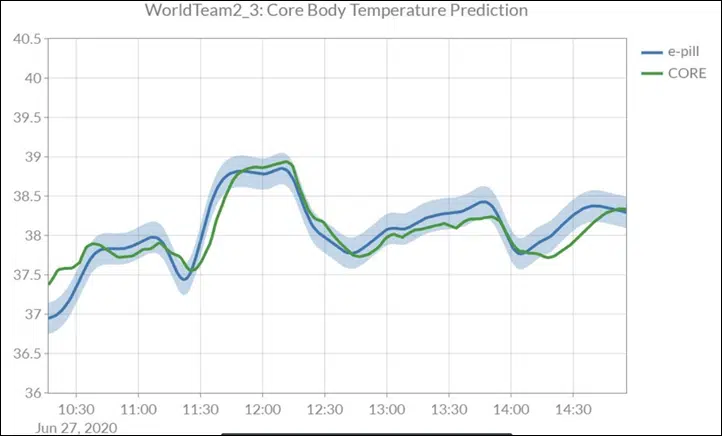 WorldTeam2_3: Core Body Temperature Prediction
40.5
40
39.5
39
38.5
38
37.5
37
36.5
36
10:30 11:00 11:30 12:00 12:30 13:00 13:30 14:00 14:30
Jun 27, 2020
e-pill
CORE